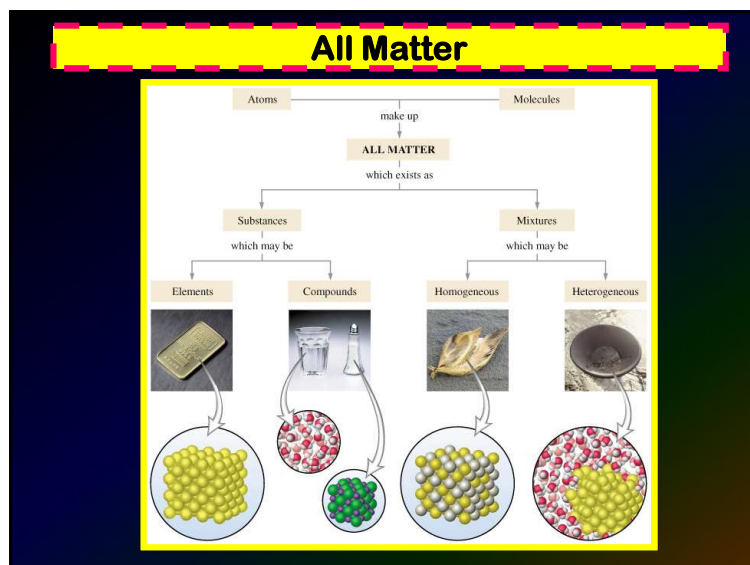 All Matter
Atoms
Molecules
make up
ALL MATTER
which exists as
Substances
Mixtures
which may be
which may be
Elements
Compounds
Homogeneous
Heterogeneous